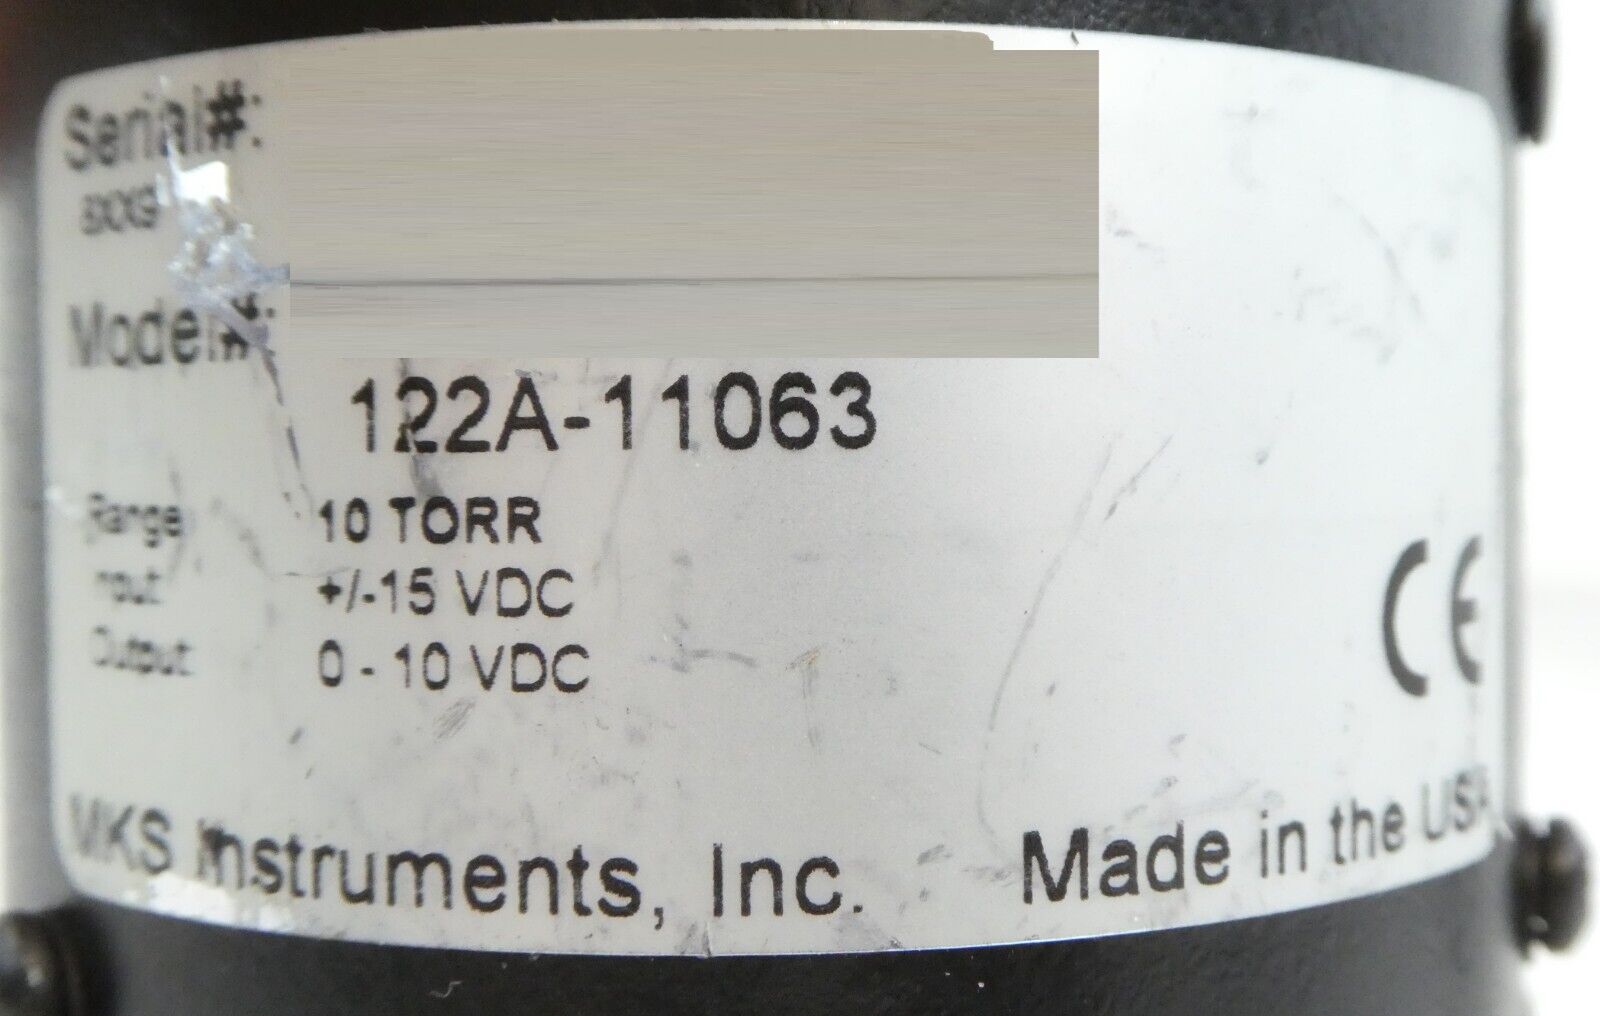 Serial#:
Model#:
122A-11063
Range 10 TORR
Input: +/-15 VDC
Output: 0 - 10 VDC
CE
MKS Instruments, Inc. Made in the USA